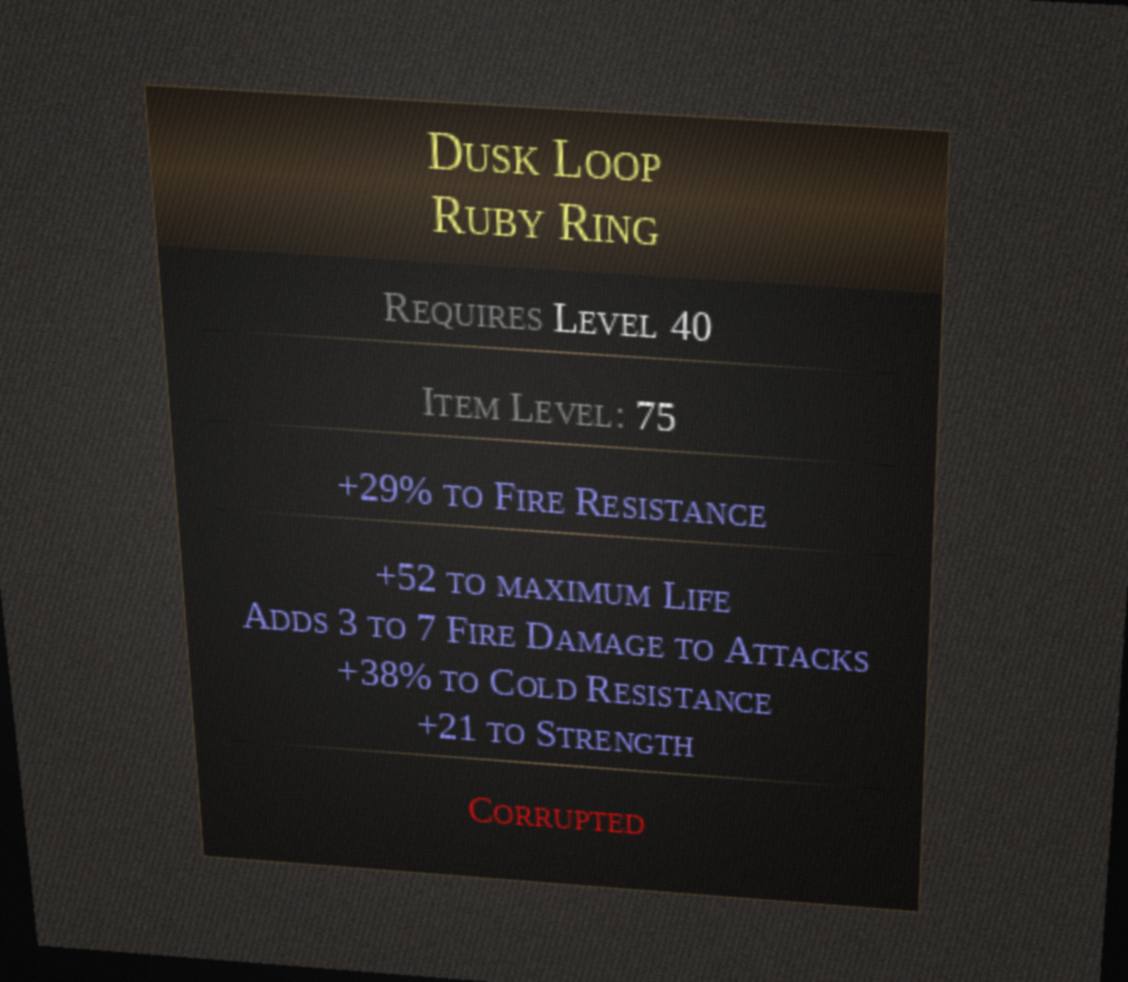 Dusk Loop
Ruby Ring
Requires Level 40
Item Level: 75
+29% to Fire Resistance
+52 to maximum Life
Adds 3 to 7 Fire Damage to Attacks
+38% to Cold Resistance
+21 to Strength
Corrupted